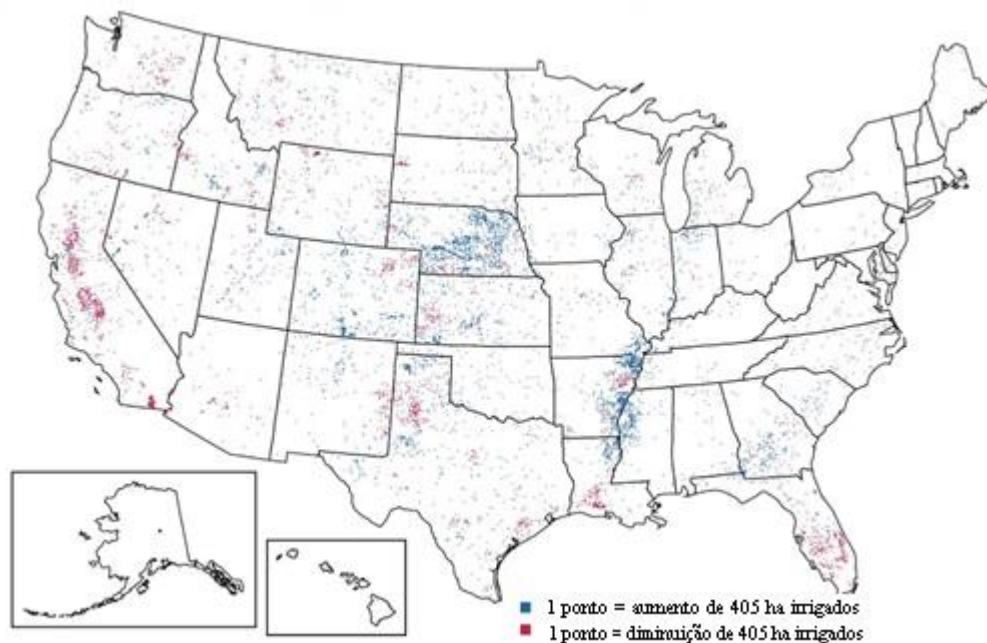 1 ponto = aumento de 405 ha irrigados
1 ponto = diminuição de 405 ha irrigados